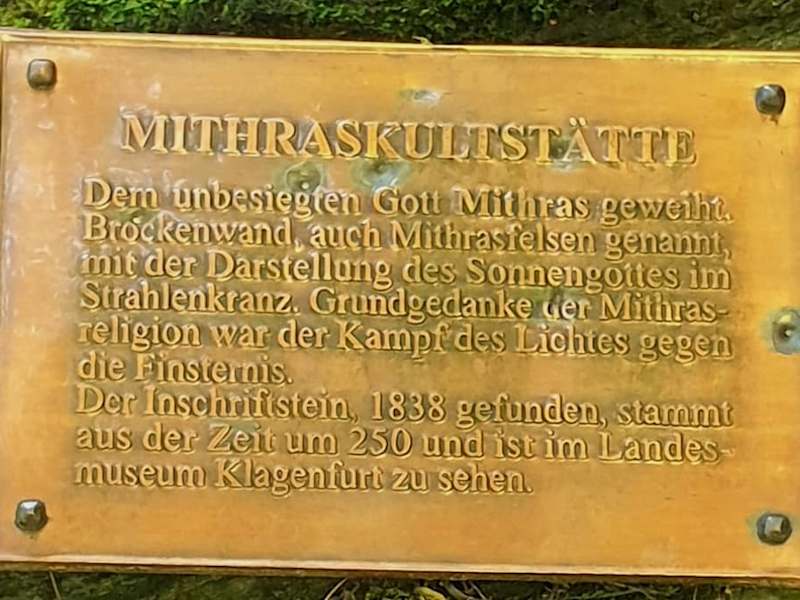 MITHRASKULTSTÄTTE
Dem unbesiegten Gott Mithras geweiht.
Bröckenwand, auch Mithrasfelsen genannt,
mit der Darstellung des Sonnengottes im
Strahlenkranz. Grundgedanke der Mithras-
religion war der Kampf des Lichtes gegen
die Finsternis.
Der Inschriftstein, 1838 gefunden, stammt
aus der Zeit um 250 und ist im Landes-
museum Klagenfurt zu sehen.